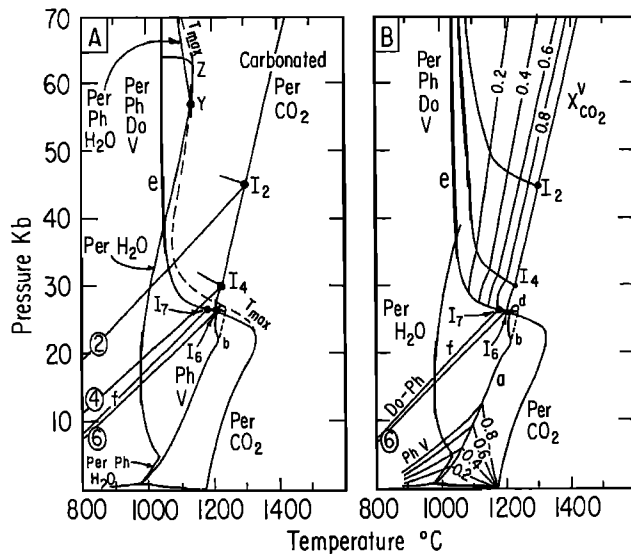 A
B
70
60
50
40
30
20
10
Pressure Kb
Tmax
Z
Y
Carbonated
Per
CO2
Per
Ph
H2O
Per
Ph
Do
V
e
I2
Per H2O
I4
Tmax
I7
I6
b
Ph
V
2
4
f
6
Per Ph
H2O
Per
CO2
Per
Ph
Do
V
e
0.2
0.4
0.6
0.8
XVCO2
I2
I4
d
I7
I6
b
Per
H2O
f
a
Do-Ph
6
Ph V
0.8
0.6
0.4
0.2
Per
CO2
800 1000 1200 1400
800 1000 1200 1400
Temperature °C